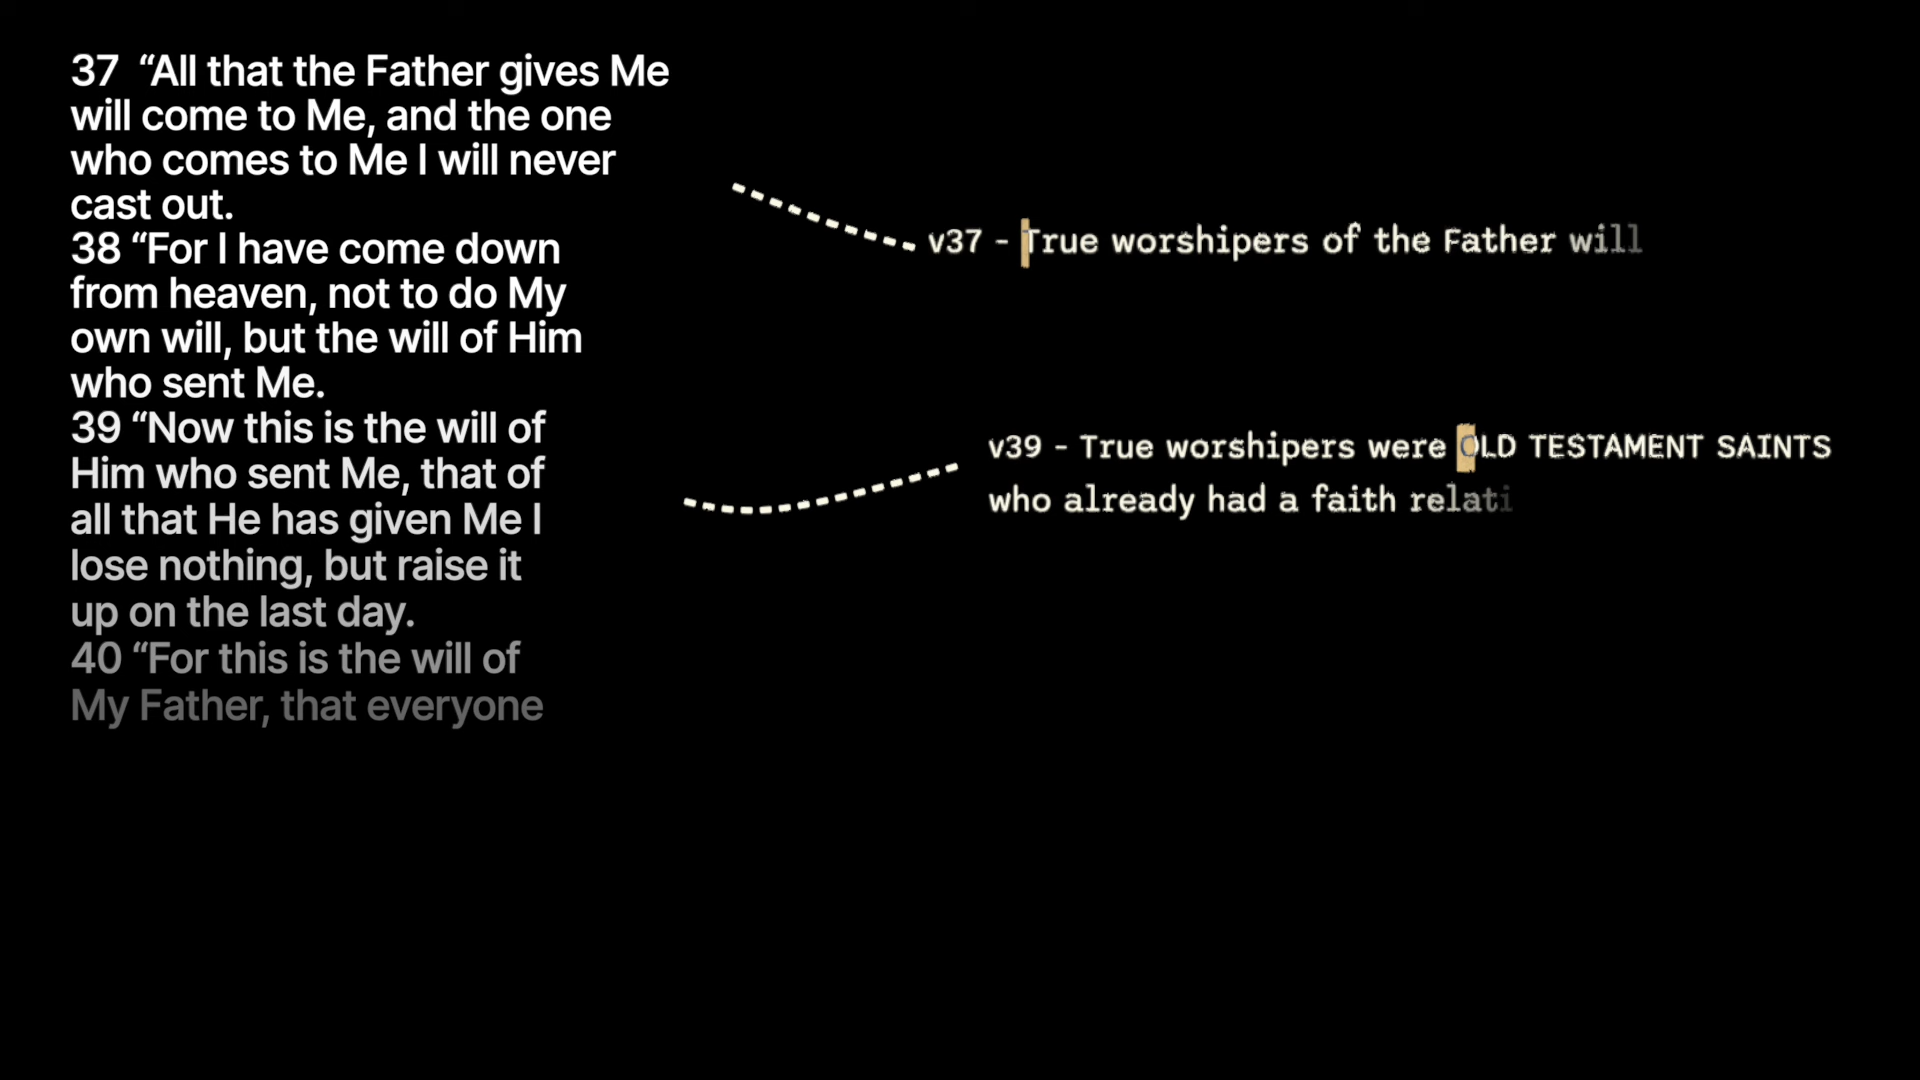 37 “All that the Father gives Me
will come to Me, and the one
who comes to Me I will never
cast out.
38 “For I have come down
from heaven, not to do My
own will, but the will of Him
who sent Me.
39 “Now this is the will of
Him who sent Me, that of
all that He has given Me I
lose nothing, but raise it
up on the last day.
40 “For this is the will of
My Father, that everyone
v37 - True worshipers of the Father will
v39 - True worshipers were OLD TESTAMENT SAINTS
who already had a faith relati